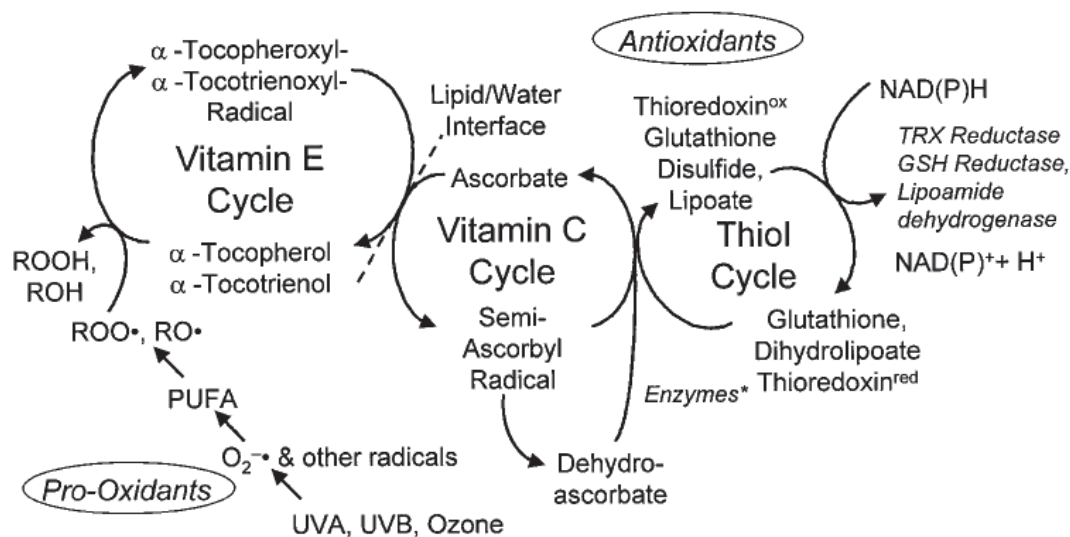 Antioxidants
α -Tocopheroxyl-
α -Tocotrienoxyl-
Radical
Vitamin E
Cycle
α -Tocopherol
α -Tocotrienol
ROOH,
ROH
ROO•, RO•
PUFA
O₂⁻• & other radicals
Pro-Oxidants
UVA, UVB, Ozone
Lipid/Water
Interface
Ascorbate
Vitamin C
Cycle
Semi-
Ascorbyl
Radical
Dehydro-
ascorbate
Enzymes*
Thioredoxinᵒˣ
Glutathione
Disulfide,
Lipoate
Thiol
Cycle
Glutathione,
Dihydrolipoate
Thioredoxinʳᵉᵈ
NAD(P)H
TRX Reductase
GSH Reductase,
Lipoamide
dehydrogenase
NAD(P)⁺+ H⁺